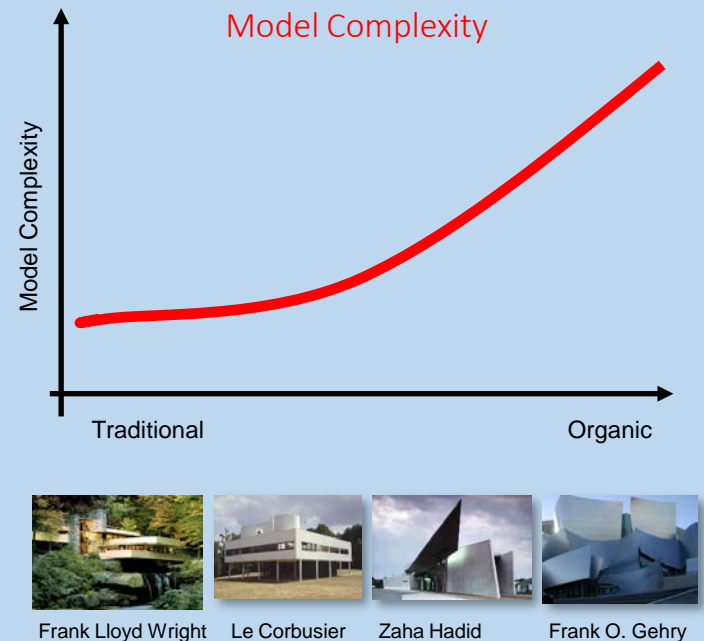 Model Complexity
Model Complexity
Traditional Organic
Frank Lloyd Wright Le Corbusier Zaha Hadid Frank O. Gehry